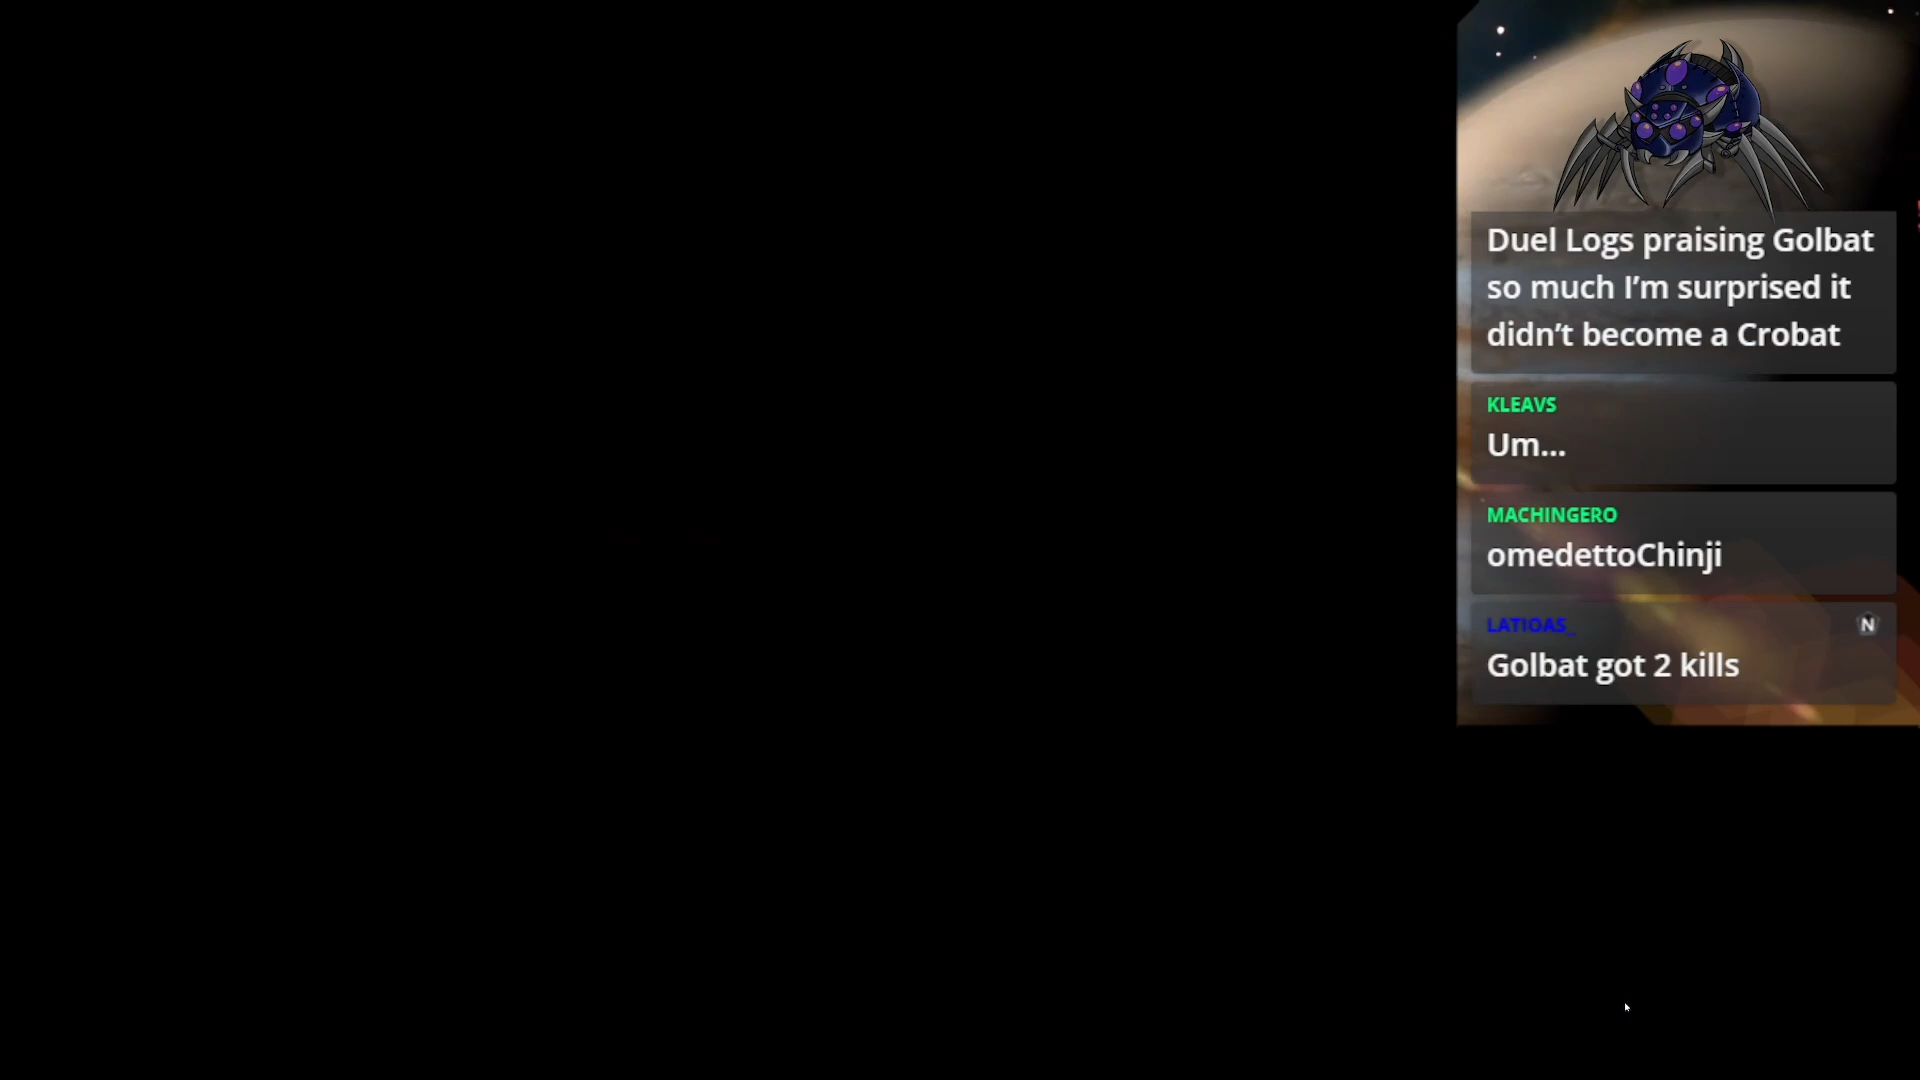 Duel Logs praising Golbat
so much I’m surprised it
didn’t become a Crobat
KLEAVS
Um...
MACHINGERO
omedettoChinji
LATIOAS_
N
Golbat got 2 kills